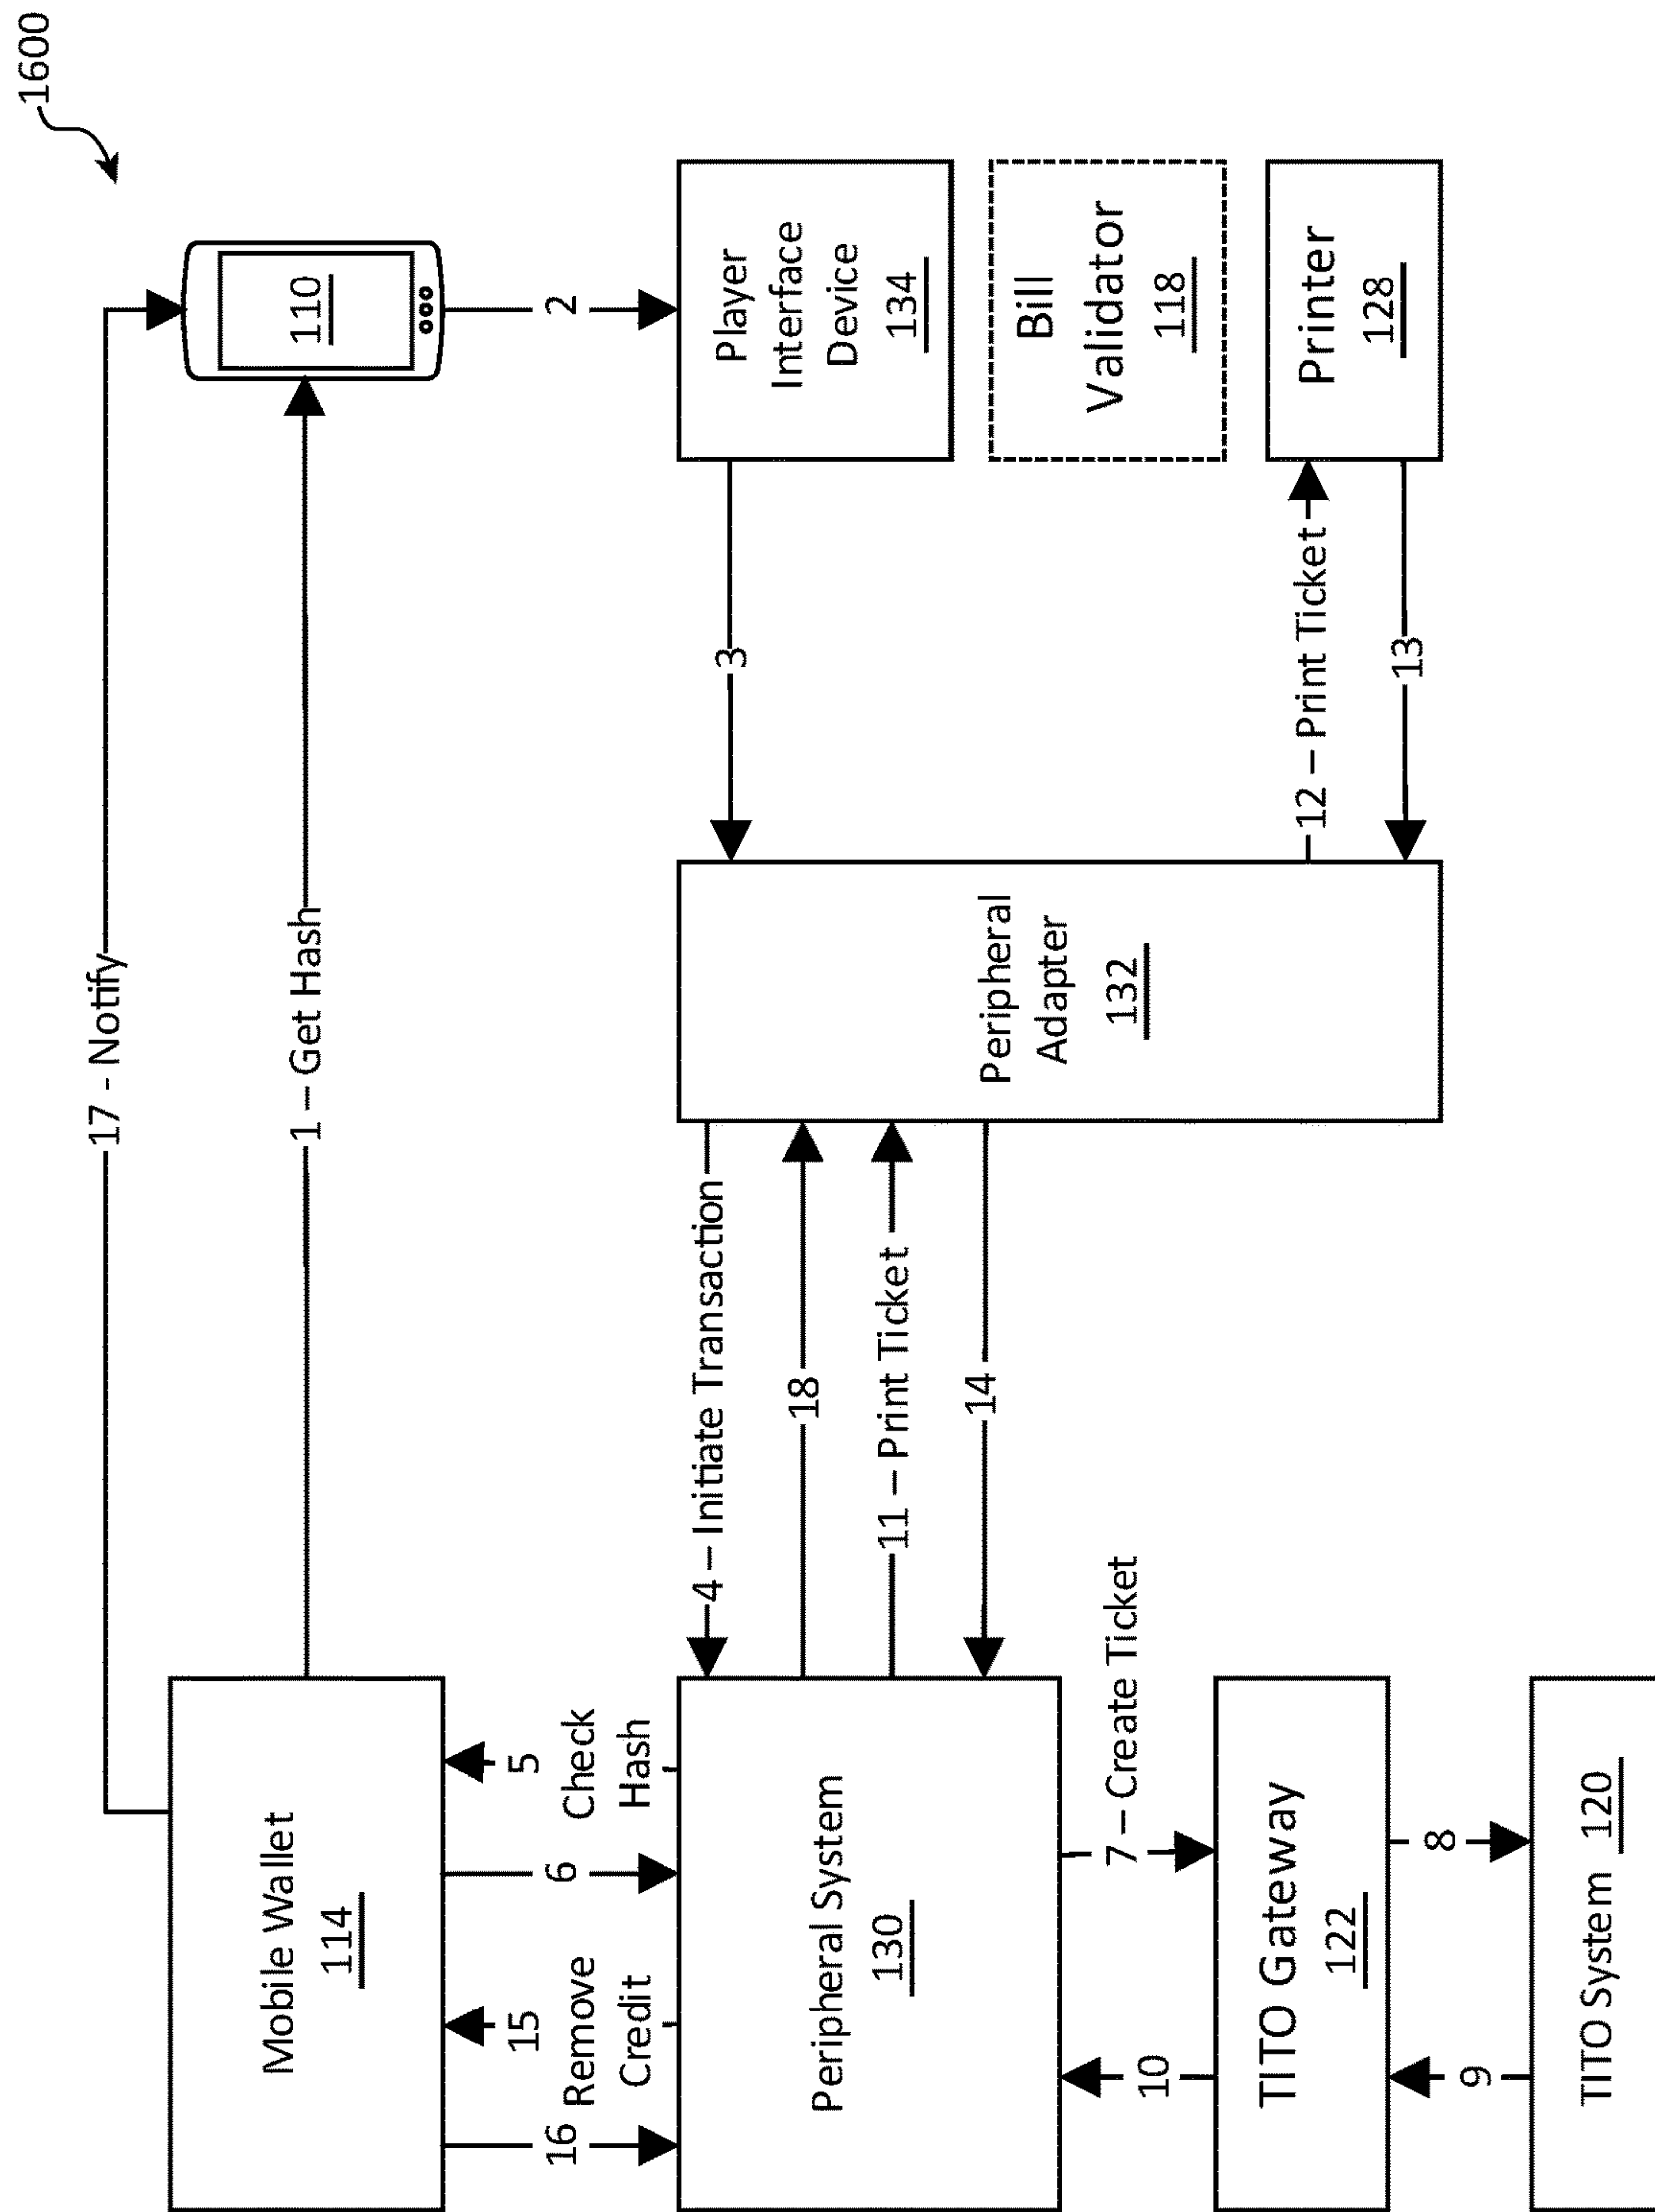 1600
17 - Notify
1 – Get Hash
110
2
Mobile Wallet
114
16
15
Remove
Credit
6
5
Check
Hash
Peripheral System
130
4 – Initiate Transaction
18
11 – Print Ticket
14
Peripheral
Adapter
132
3
12 – Print Ticket
13
Player
Interface
Device
134
Bill
Validator
118
Printer
128
10
7 – Create Ticket
TITO Gateway
122
9
8
TITO System 120